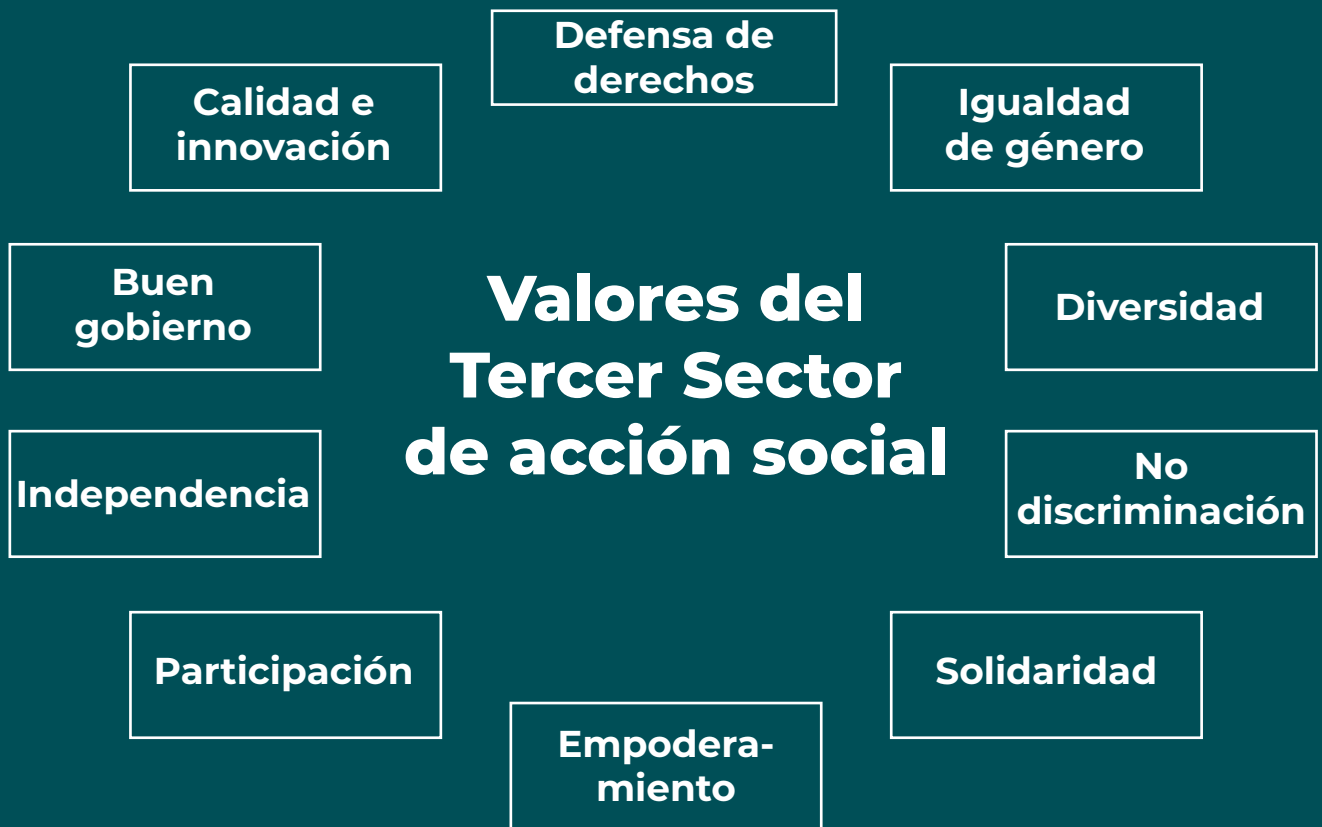 Defensa de
derechos
Calidad e
innovación
Igualdad
de género
Buen
gobierno
Valores del
Tercer Sector
de acción social
Diversidad
Independencia
No
discriminación
Participación
Solidaridad
Empodera-
miento